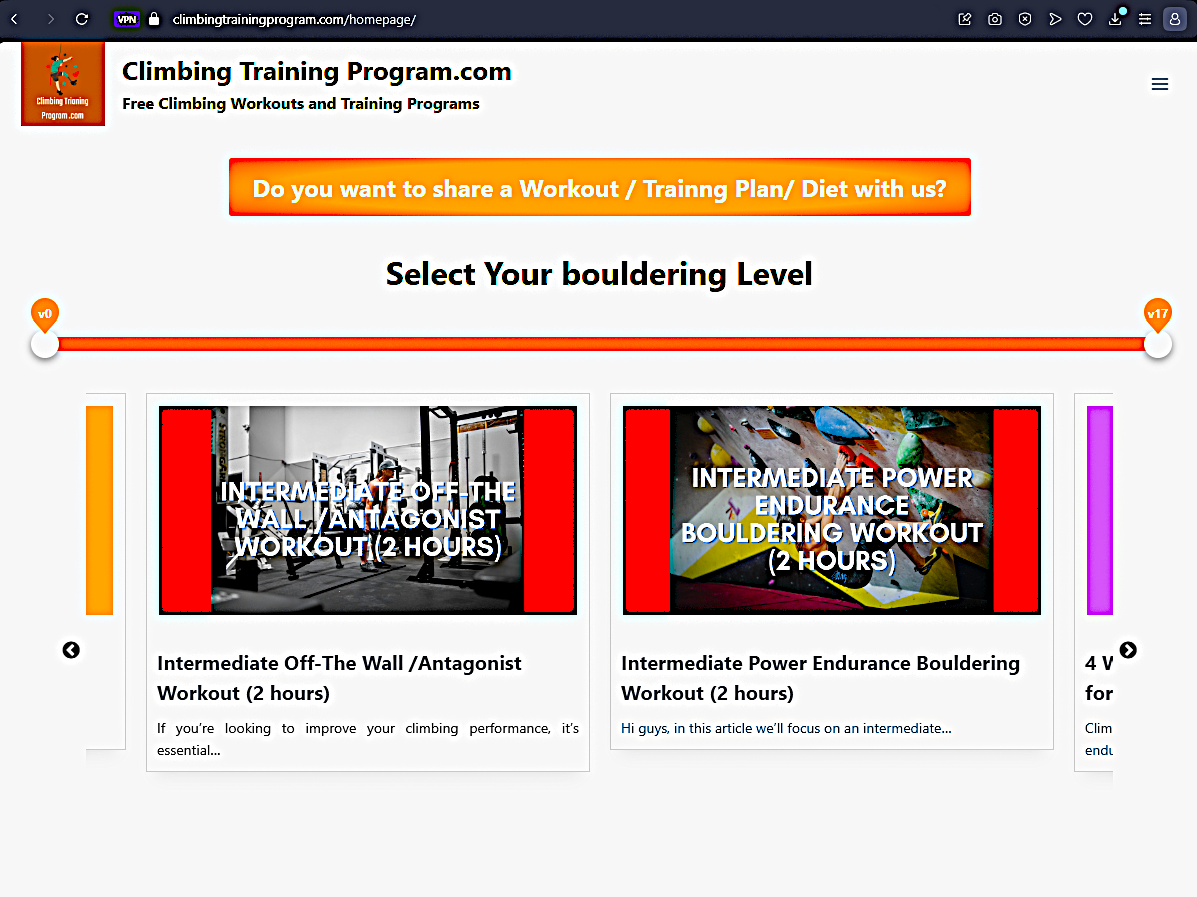 VPN climbingtrainingprogram.com/homepage/
Climbing Trianing
Program .com
Climbing Training Program.com
Free Climbing Workouts and Training Programs
Do you want to share a Workout / Trainng Plan/ Diet with us?
Select Your bouldering Level
v0
v17
INTERMEDIATE OFF-THE
WALL /ANTAGONIST
WORKOUT (2 HOURS)
Intermediate Off-The Wall /Antagonist
Workout (2 hours)
If you're looking to improve your climbing performance, it's
essential...
INTERMEDIATE POWER
ENDURANCE
BOULDERING WORKOUT
(2 HOURS)
Intermediate Power Endurance Bouldering
Workout (2 hours)
Hi guys, in this article we'll focus on an intermediate...
4 W
for
Clim
endu